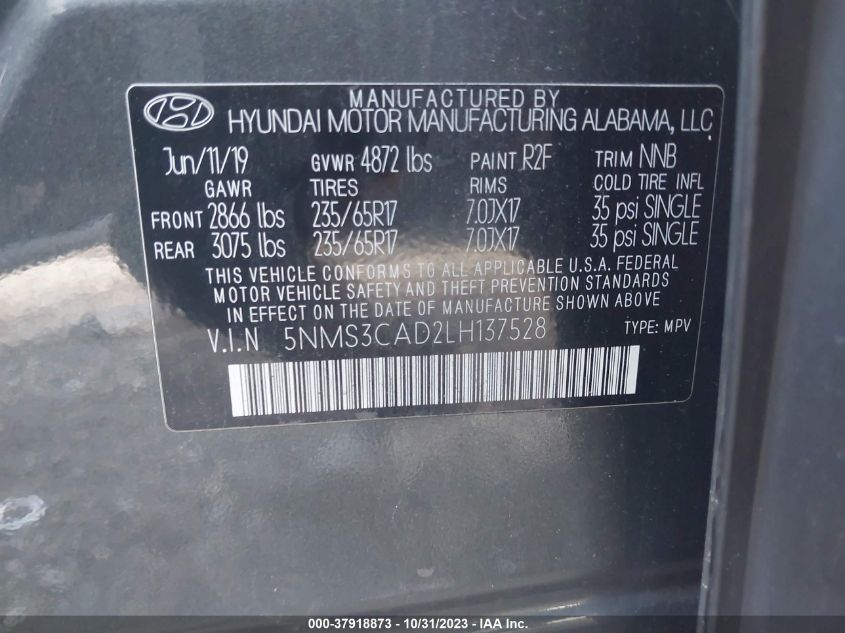 MANUFACTURED BY
HYUNDAI MOTOR MANUFACTURING ALABAMA, LLC
Jun/11/19 GVWR 4872 lbs PAINT R2F TRIM NNB
GAWR TIRES RIMS COLD TIRE INFL
FRONT 2866 lbs 235/65R17 7.0JX17 35 psi SINGLE
REAR 3075 lbs 235/65R17 7.0JX17 35 psi SINGLE
THIS VEHICLE CONFORMS TO ALL APPLICABLE U.S.A. FEDERAL
MOTOR VEHICLE SAFETY AND THEFT PREVENTION STANDARDS
IN EFFECT ON THE DATE OF MANUFACTURE SHOWN ABOVE.
V.I.N 5NMS3CAD2LH137528 TYPE: MPV
000-37918873 - 10/31/2023 - IAA Inc.